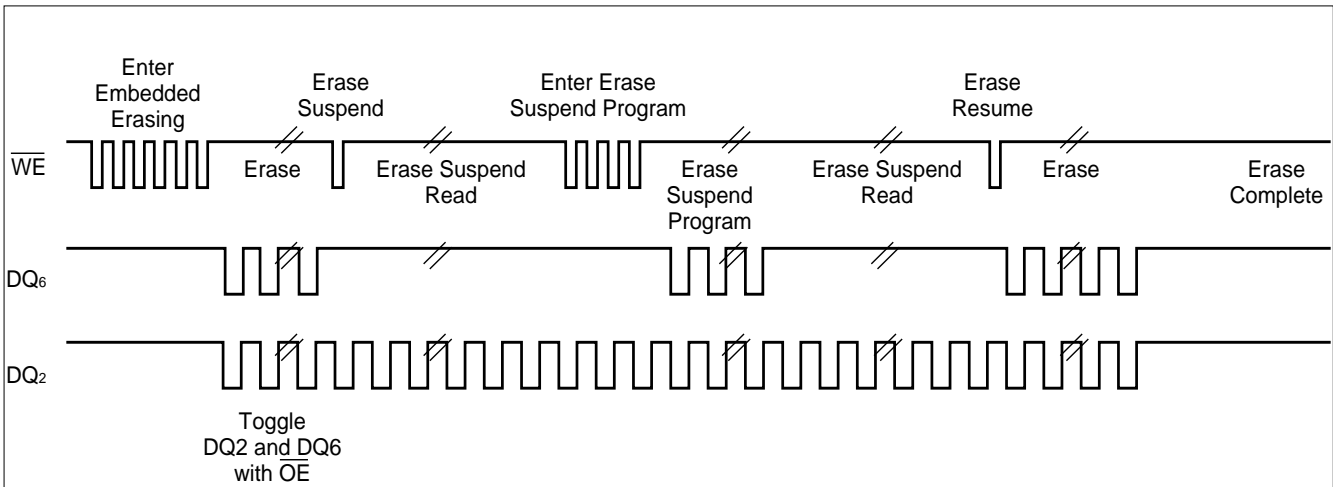 Enter
Embedded
Erasing
Erase
Suspend
Enter Erase
Suspend Program
Erase
Resume
WE
Erase
Erase Suspend
Read
Erase
Suspend
Program
Erase Suspend
Read
Erase
Erase
Complete
DQ6
DQ2
Toggle
DQ2 and DQ6
with OE